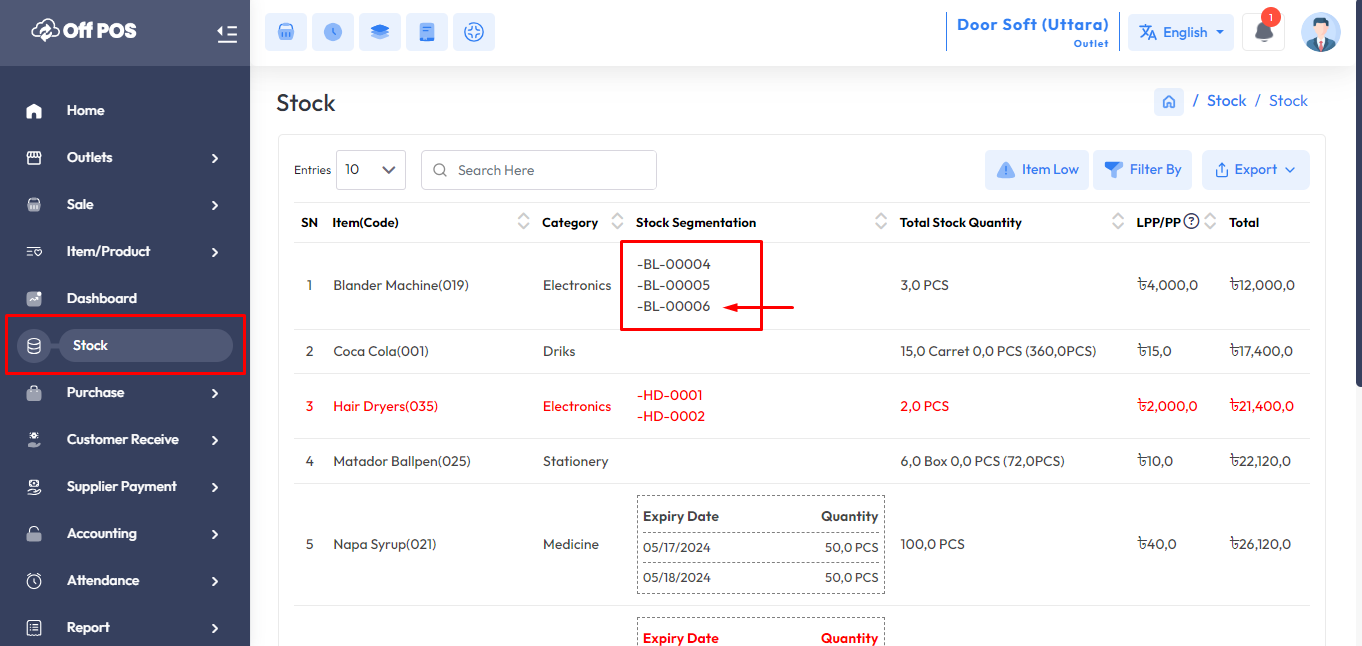 Off POS
Door Soft (Uttara)
Outlet
English
1
Home
Outlets
Sale
Item/Product
Dashboard
Stock
Purchase
Customer Receive
Supplier Payment
Accounting
Attendance
Report
Stock
/ Stock / Stock
Entries 10 Search Here Item Low Filter By Export
SN Item(Code) Category Stock Segmentation Total Stock Quantity LPP/PP ? Total
1 Blander Machine(019) Electronics -BL-00004 3,0 PCS ৳4,000,0 ৳12,000,0
-BL-00005
-BL-00006
2 Coca Cola(001) Driks 15,0 Carret 0,0 PCS (360,0PCS) ৳15,0 ৳17,400,0
3 Hair Dryers(035) Electronics -HD-0001 2,0 PCS ৳2,000,0 ৳21,400,0
-HD-0002
4 Matador Ballpen(025) Stationery 6,0 Box 0,0 PCS (72,0PCS) ৳10,0 ৳22,120,0
5 Napa Syrup(021) Medicine 100,0 PCS ৳40,0 ৳26,120,0
Expiry Date Quantity
05/17/2024 50,0 PCS
05/18/2024 50,0 PCS
Expiry Date Quantity